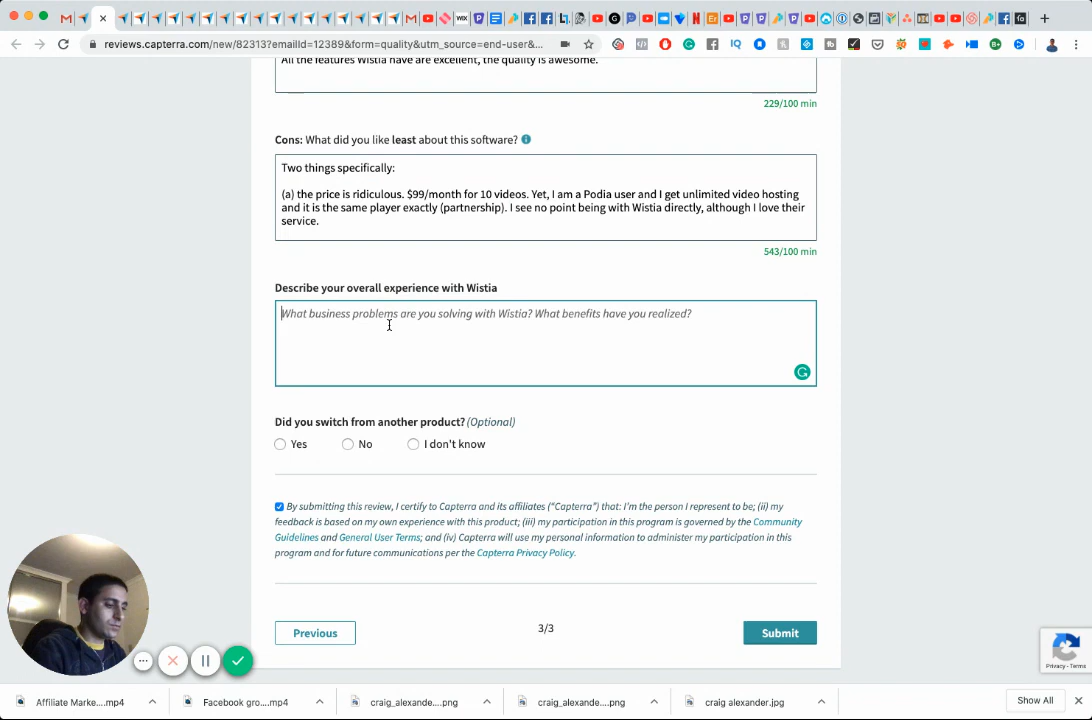 reviews.capterra.com/new/82313?emailId=12389&form=quality&utm_source=end-user&...
All the features Wistia have are excellent, the quality is awesome.
229/100 min
Cons: What did you like least about this software?
Two things specifically:
(a) the price is ridiculous. $99/month for 10 videos. Yet, I am a Podia user and I get unlimited video hosting
and it is the same player exactly (partnership). I see no point being with Wistia directly, although I love their
service.
543/100 min
Describe your overall experience with Wistia
What business problems are you solving with Wistia? What benefits have you realized?
Did you switch from another product? (Optional)
Yes No I don't know
By submitting this review, I certify to Capterra and its affiliates (“Capterra”) that: I'm the person I represent to be; (ii) my
feedback is based on my own experience with this product; (iii) my participation in this program is governed by the Community
Guidelines and General User Terms; and (iv) Capterra will use my personal information to administer my participation in this
program and for future communications per the Capterra Privacy Policy.
Previous 3/3 Submit
Privacy - Terms
Affiliate Marke....mp4 Facebook gro....mp4 craig_alexande....png craig_alexande....png craig alexander.jpg Show All